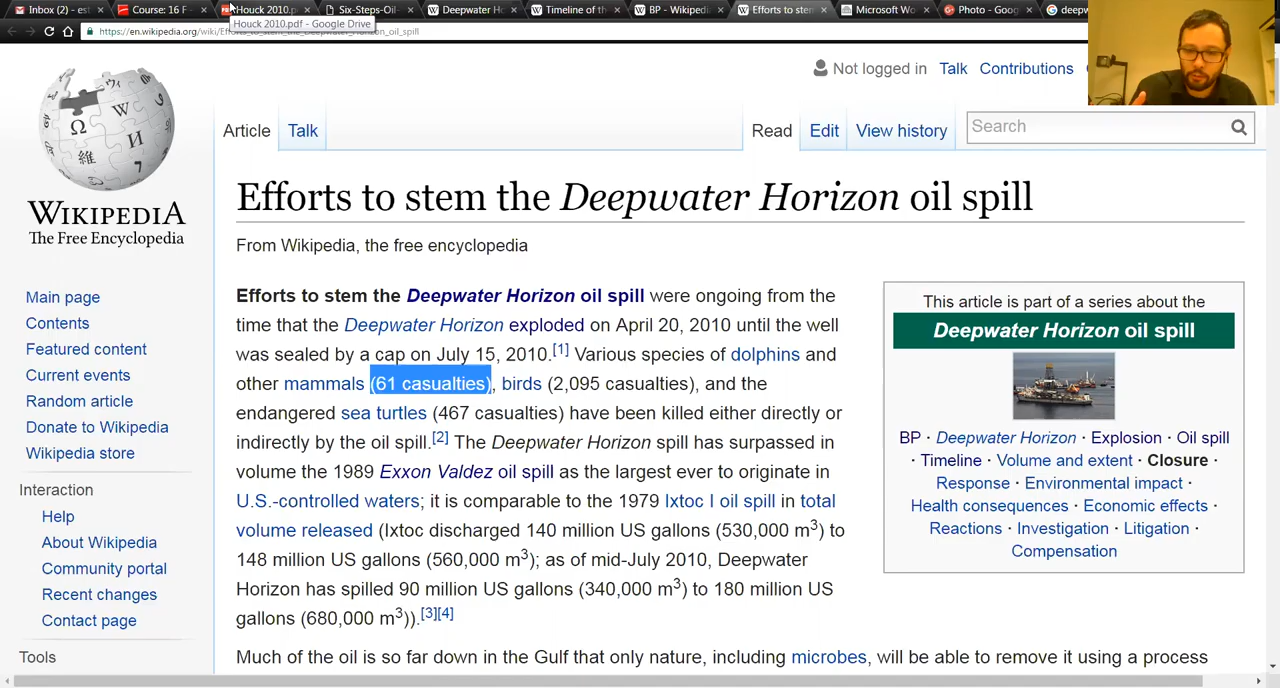 Inbox (2) - est
Course: 16 F -
Houck 2010.p
Six-Steps-Oil-
Deepwater H
Timeline of th
BP - Wikipedi
Efforts to sten
Microsoft Wo
Photo - Goog
deepw
Houck 2010.pdf - Google Drive
https://en.wikipedia.org/wiki/Efforts_to_stem_the_Deepwater_Horizon_oil_spill
Not logged in Talk Contributions
Article Talk Read Edit View history Search
WIKIPEDIA
The Free Encyclopedia
Main page
Contents
Featured content
Current events
Random article
Donate to Wikipedia
Wikipedia store
Interaction
Help
About Wikipedia
Community portal
Recent changes
Contact page
Tools
Efforts to stem the Deepwater Horizon oil spill
From Wikipedia, the free encyclopedia
Efforts to stem the Deepwater Horizon oil spill were ongoing from the
time that the Deepwater Horizon exploded on April 20, 2010 until the well
was sealed by a cap on July 15, 2010.[1] Various species of dolphins and
other mammals (61 casualties), birds (2,095 casualties), and the
endangered sea turtles (467 casualties) have been killed either directly or
indirectly by the oil spill.[2] The Deepwater Horizon spill has surpassed in
volume the 1989 Exxon Valdez oil spill as the largest ever to originate in
U.S.-controlled waters; it is comparable to the 1979 Ixtoc I oil spill in total
volume released (Ixtoc discharged 140 million US gallons (530,000 m3) to
148 million US gallons (560,000 m3); as of mid-July 2010, Deepwater
Horizon has spilled 90 million US gallons (340,000 m3) to 180 million US
gallons (680,000 m3)).[3][4]
Much of the oil is so far down in the Gulf that only nature, including microbes, will be able to remove it using a process
This article is part of a series about the
Deepwater Horizon oil spill
BP · Deepwater Horizon · Explosion · Oil spill
· Timeline · Volume and extent · Closure ·
Response · Environmental impact ·
Health consequences · Economic effects ·
Reactions · Investigation · Litigation ·
Compensation